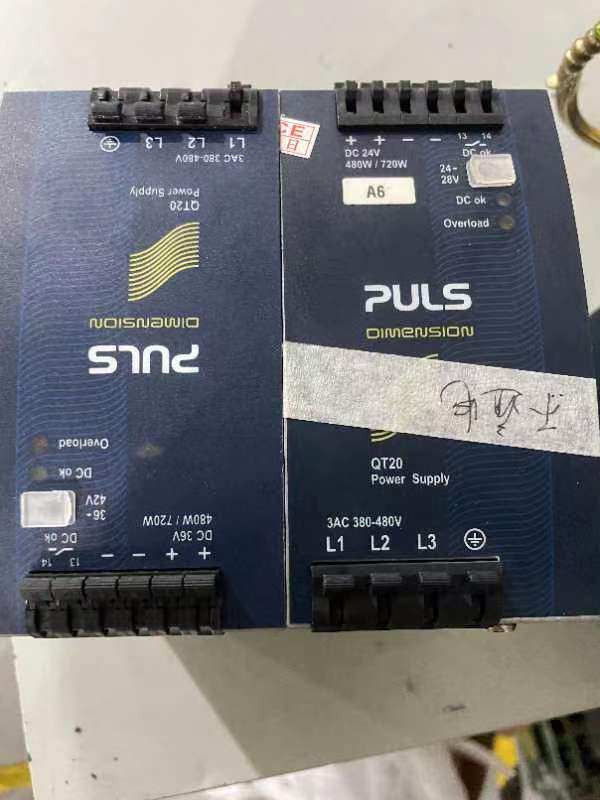 3AC 380-480V
L1 L2 L3
QT20
Power Supply
DIMENSION
PULS
Overload
DC ok
36-
42V
DC ok
13 14
DC 36V
480W / 720W
+ + - -
CE
+ + - -
13 14
DC 24V
480W / 720W
DC ok
24-
28V
A6
DC ok
Overload
PULS
DIMENSION
QT20
Power Supply
3AC 380-480V
L1 L2 L3